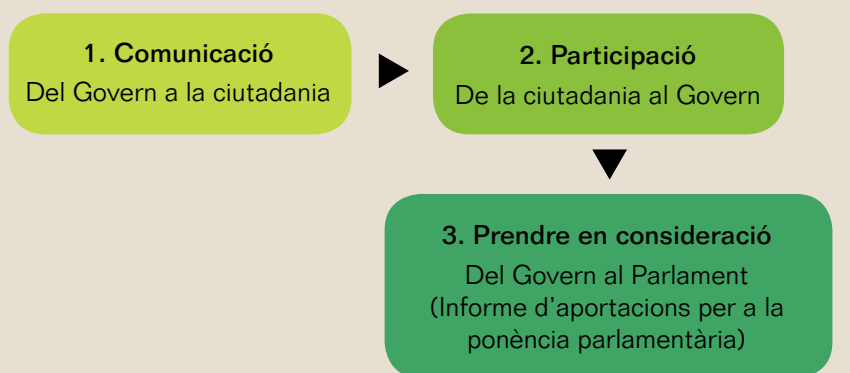 1. Comunicació
Del Govern a la ciutadania
2. Participació
De la ciutadania al Govern
3. Prendre en consideració
Del Govern al Parlament
(Informe d'aportacions per a la
ponència parlamentària)